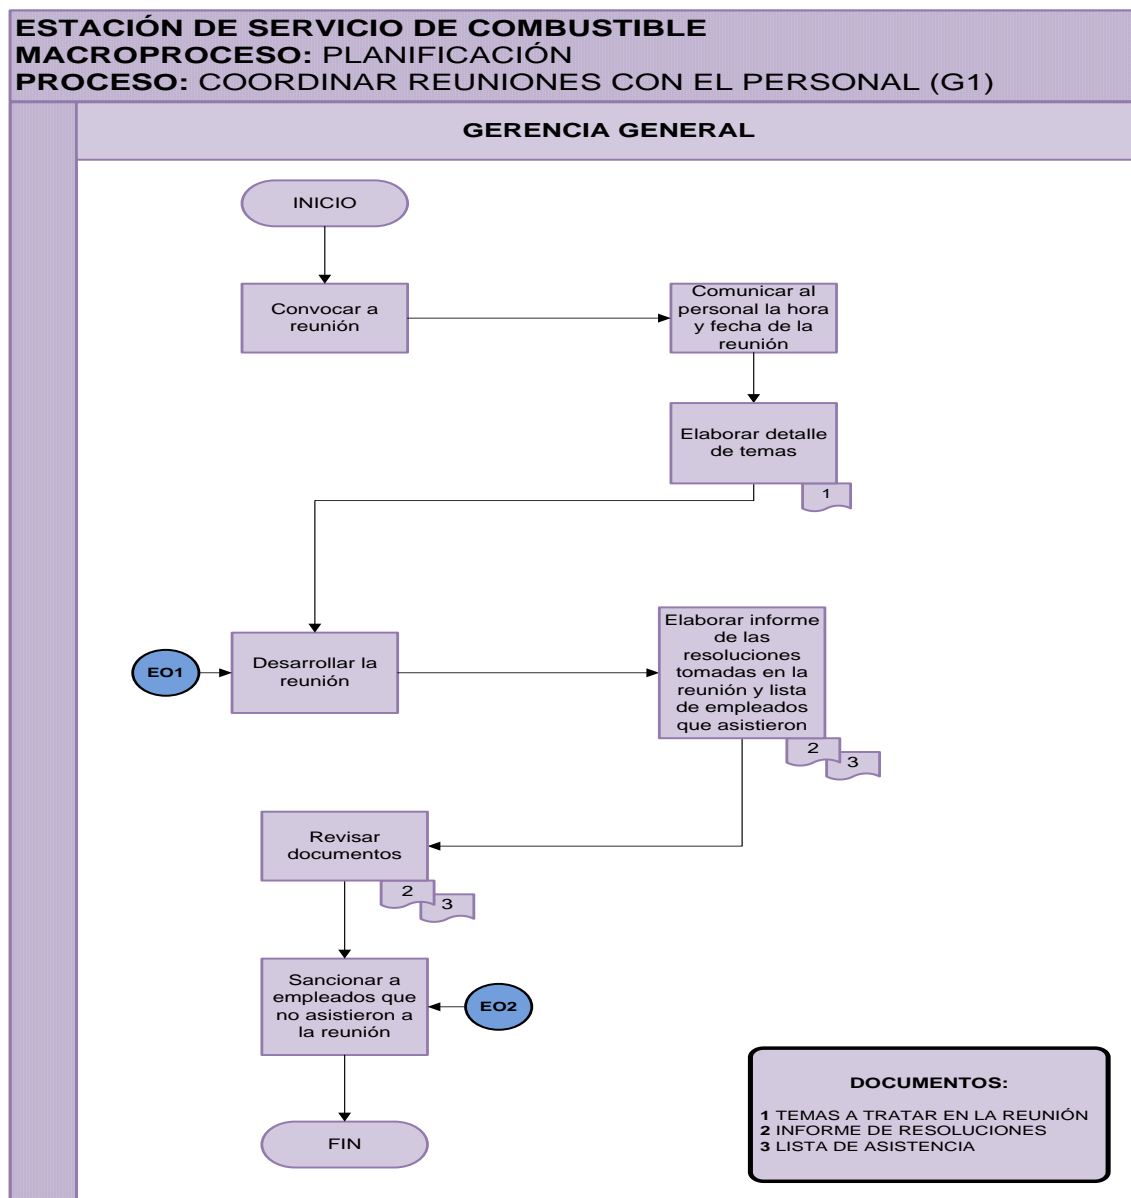 ESTACIÓN DE SERVICIO DE COMBUSTIBLE
MACROPROCESO: PLANIFICACIÓN
PROCESO: COORDINAR REUNIONES CON EL PERSONAL (G1)
GERENCIA GENERAL
INICIO
Convocar a
reunión
Comunicar al
personal la hora
y fecha de la
reunión
Elaborar detalle
de temas
1
EO1
Desarrollar la
reunión
Elaborar informe
de las
resoluciones
tomadas en la
reunión y lista
de empleados
que asistieron
2
3
Revisar
documentos
2
3
Sancionar a
empleados que
no asistieron a
la reunión
EO2
FIN
DOCUMENTOS:
1 TEMAS A TRATAR EN LA REUNIÓN
2 INFORME DE RESOLUCIONES
3 LISTA DE ASISTENCIA